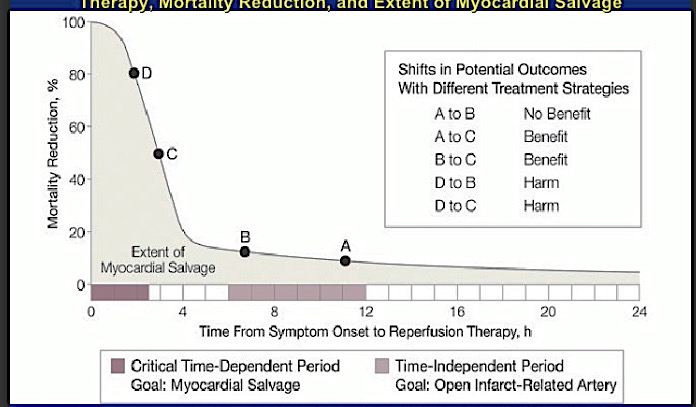 Therapy, Mortality Reduction, and Extent of Myocardial Salvage
100
80
60
40
20
0
Mortality Reduction, %
D
C
B
A
Extent of
Myocardial Salvage
Shifts in Potential Outcomes
With Different Treatment Strategies
A to B No Benefit
A to C Benefit
B to C Benefit
D to B Harm
D to C Harm
0 4 8 12 16 20 24
Time From Symptom Onset to Reperfusion Therapy, h
Critical Time-Dependent Period
Goal: Myocardial Salvage
Time-Independent Period
Goal: Open Infarct-Related Artery